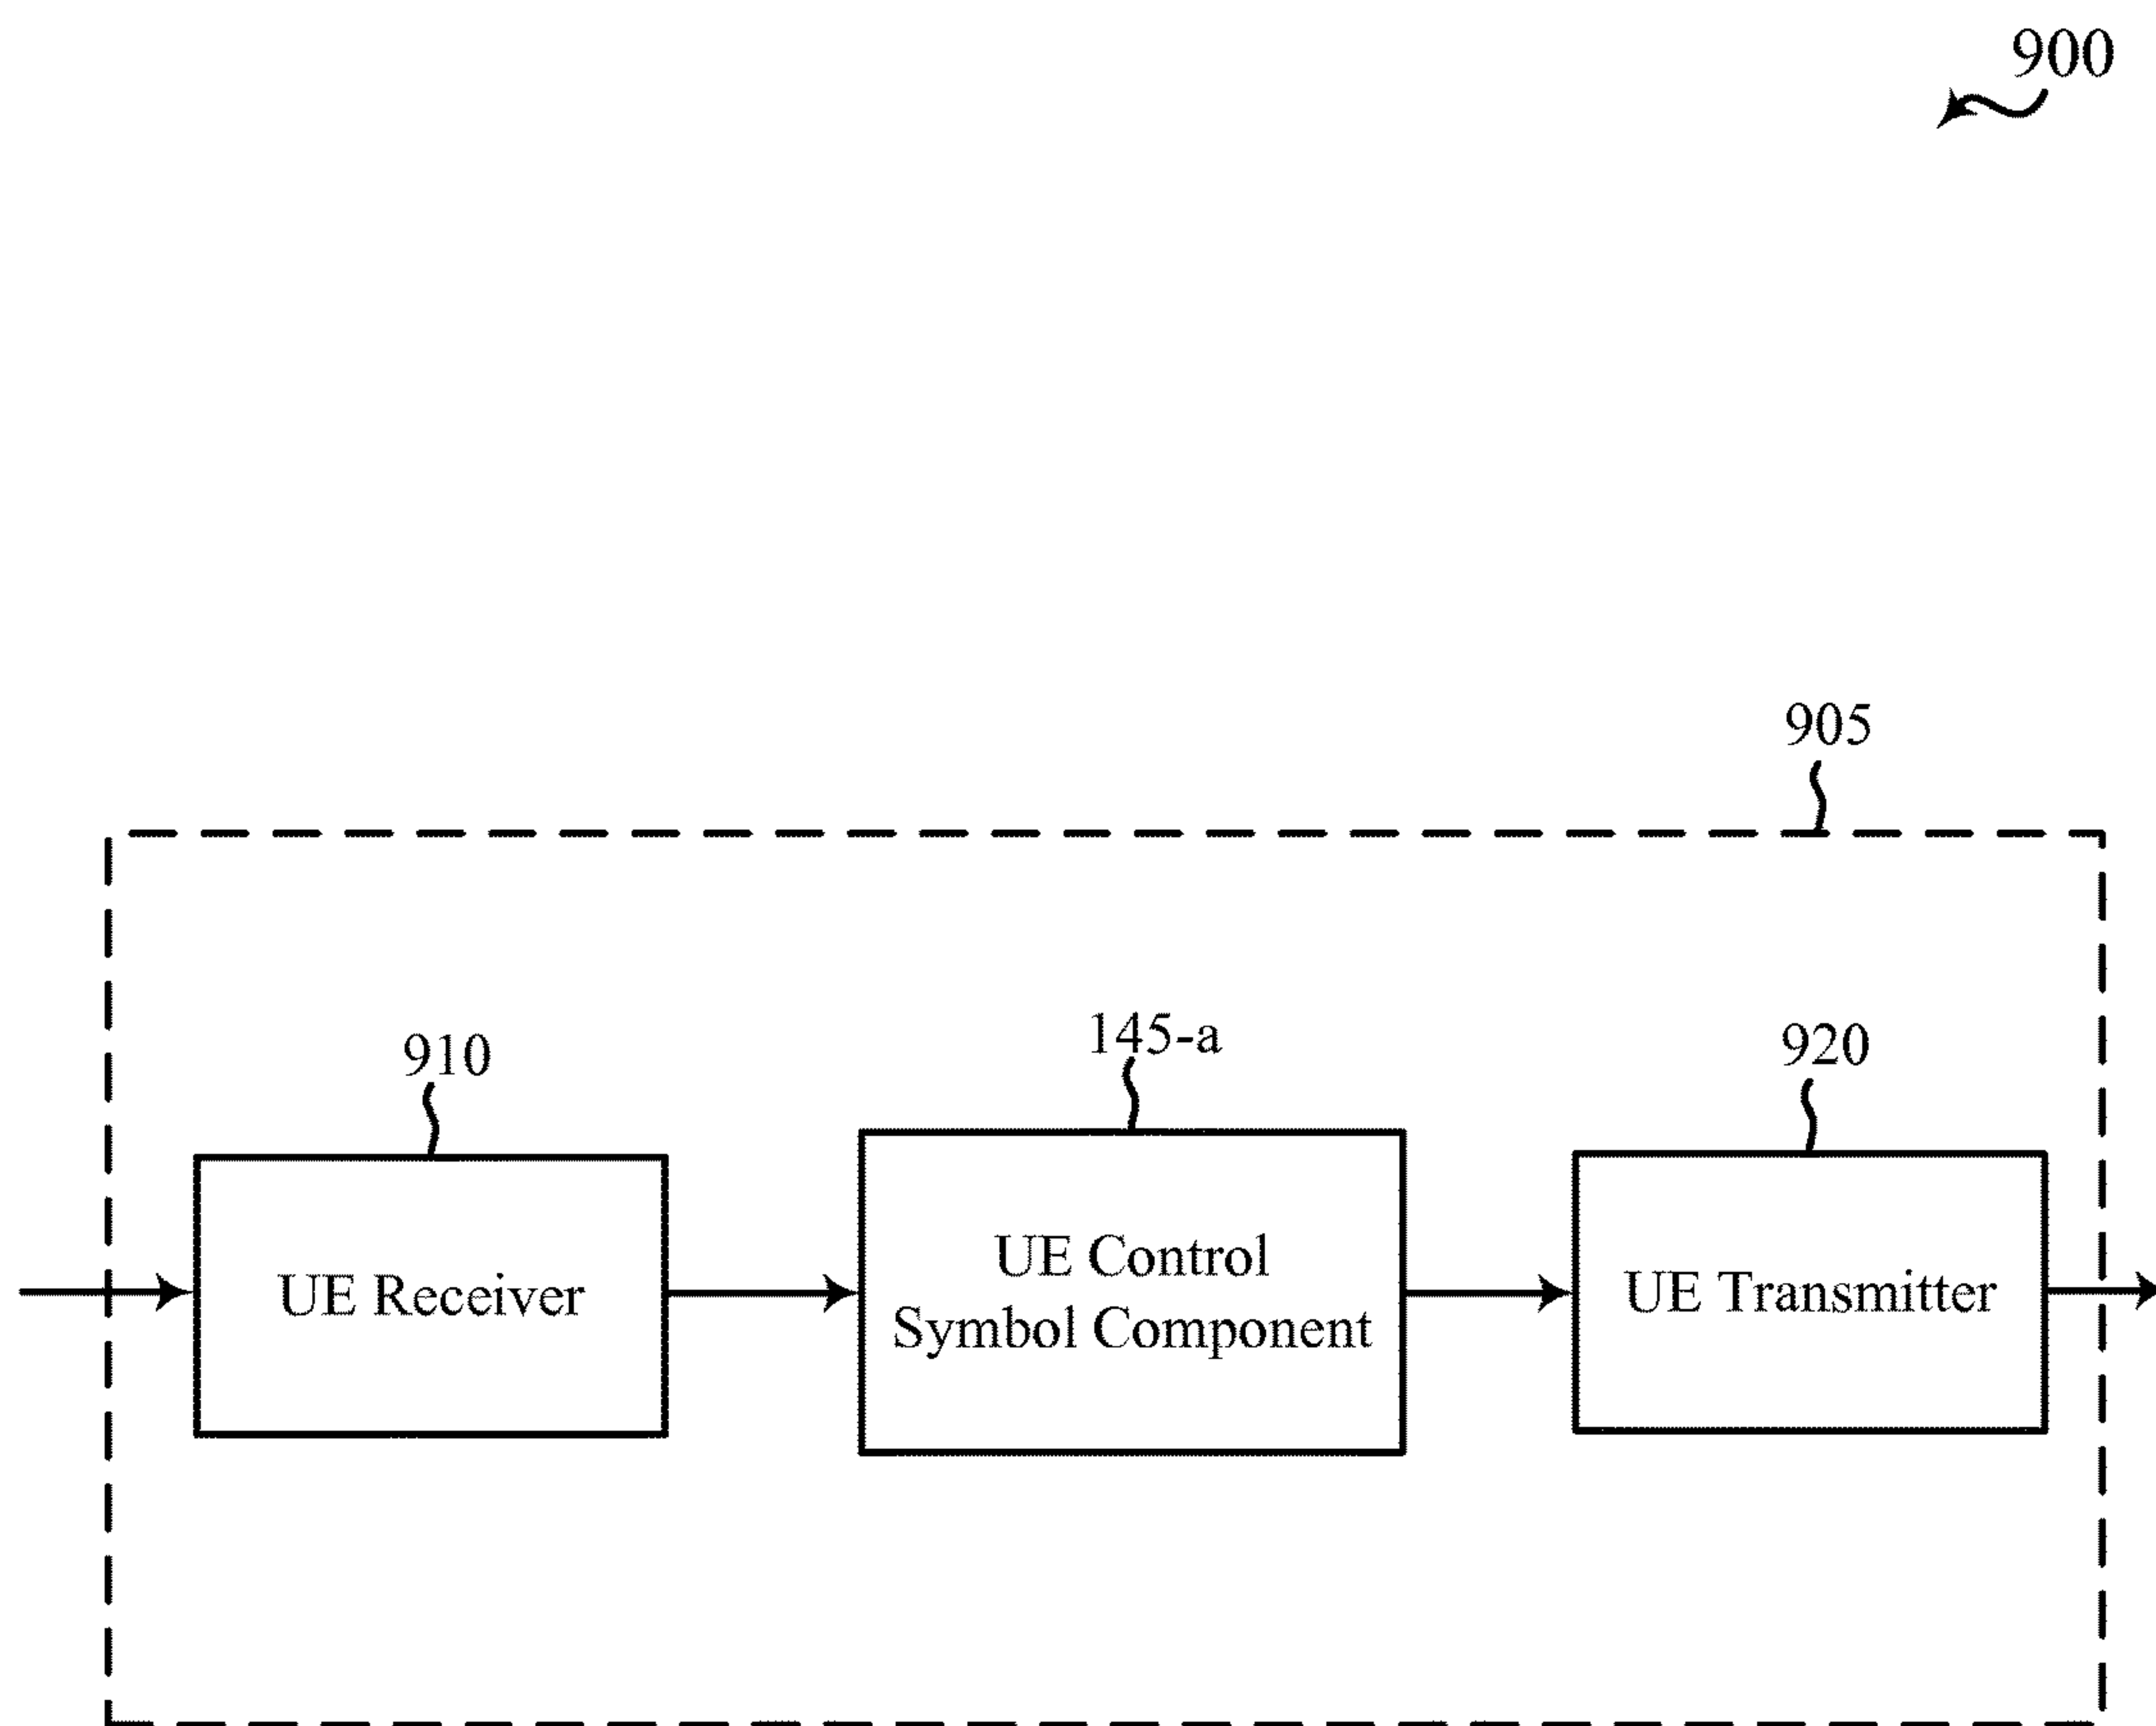 900
905
910
145-a
920
UE Receiver
UE Control
Symbol Component
UE Transmitter